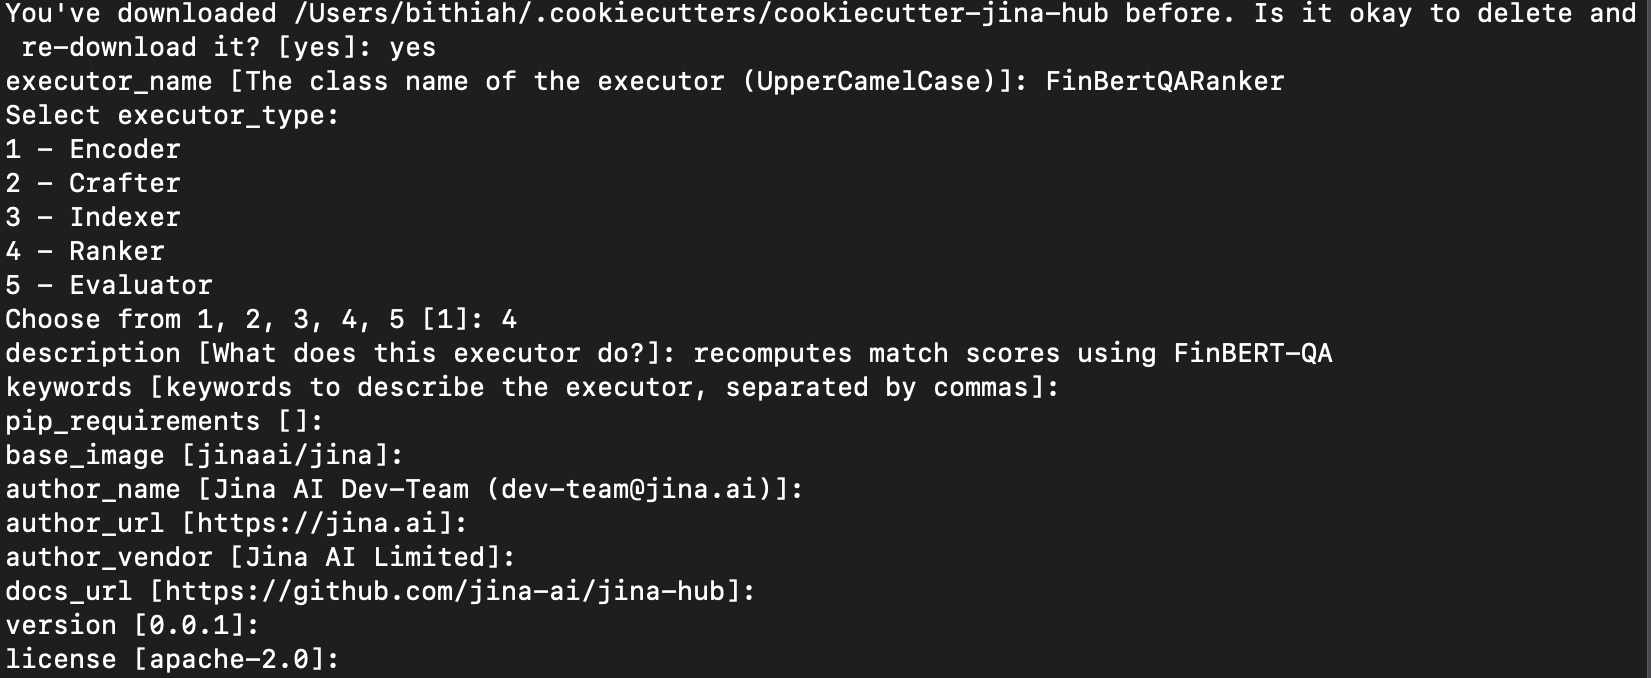 You've downloaded /Users/bithiah/.cookiecutters/cookiecutter-jina-hub before. Is it okay to delete and
 re-download it? [yes]: yes
executor_name [The class name of the executor (UpperCamelCase)]: FinBertQARanker
Select executor_type:
1 - Encoder
2 - Crafter
3 - Indexer
4 - Ranker
5 - Evaluator
Choose from 1, 2, 3, 4, 5 [1]: 4
description [What does this executor do?]: recomputes match scores using FinBERT-QA
keywords [keywords to describe the executor, separated by commas]:
pip_requirements []:
base_image [jinaai/jina]:
author_name [Jina AI Dev-Team (dev-team@jina.ai)]:
author_url [https://jina.ai]:
author_vendor [Jina AI Limited]:
docs_url [https://github.com/jina-ai/jina-hub]:
version [0.0.1]:
license [apache-2.0]: